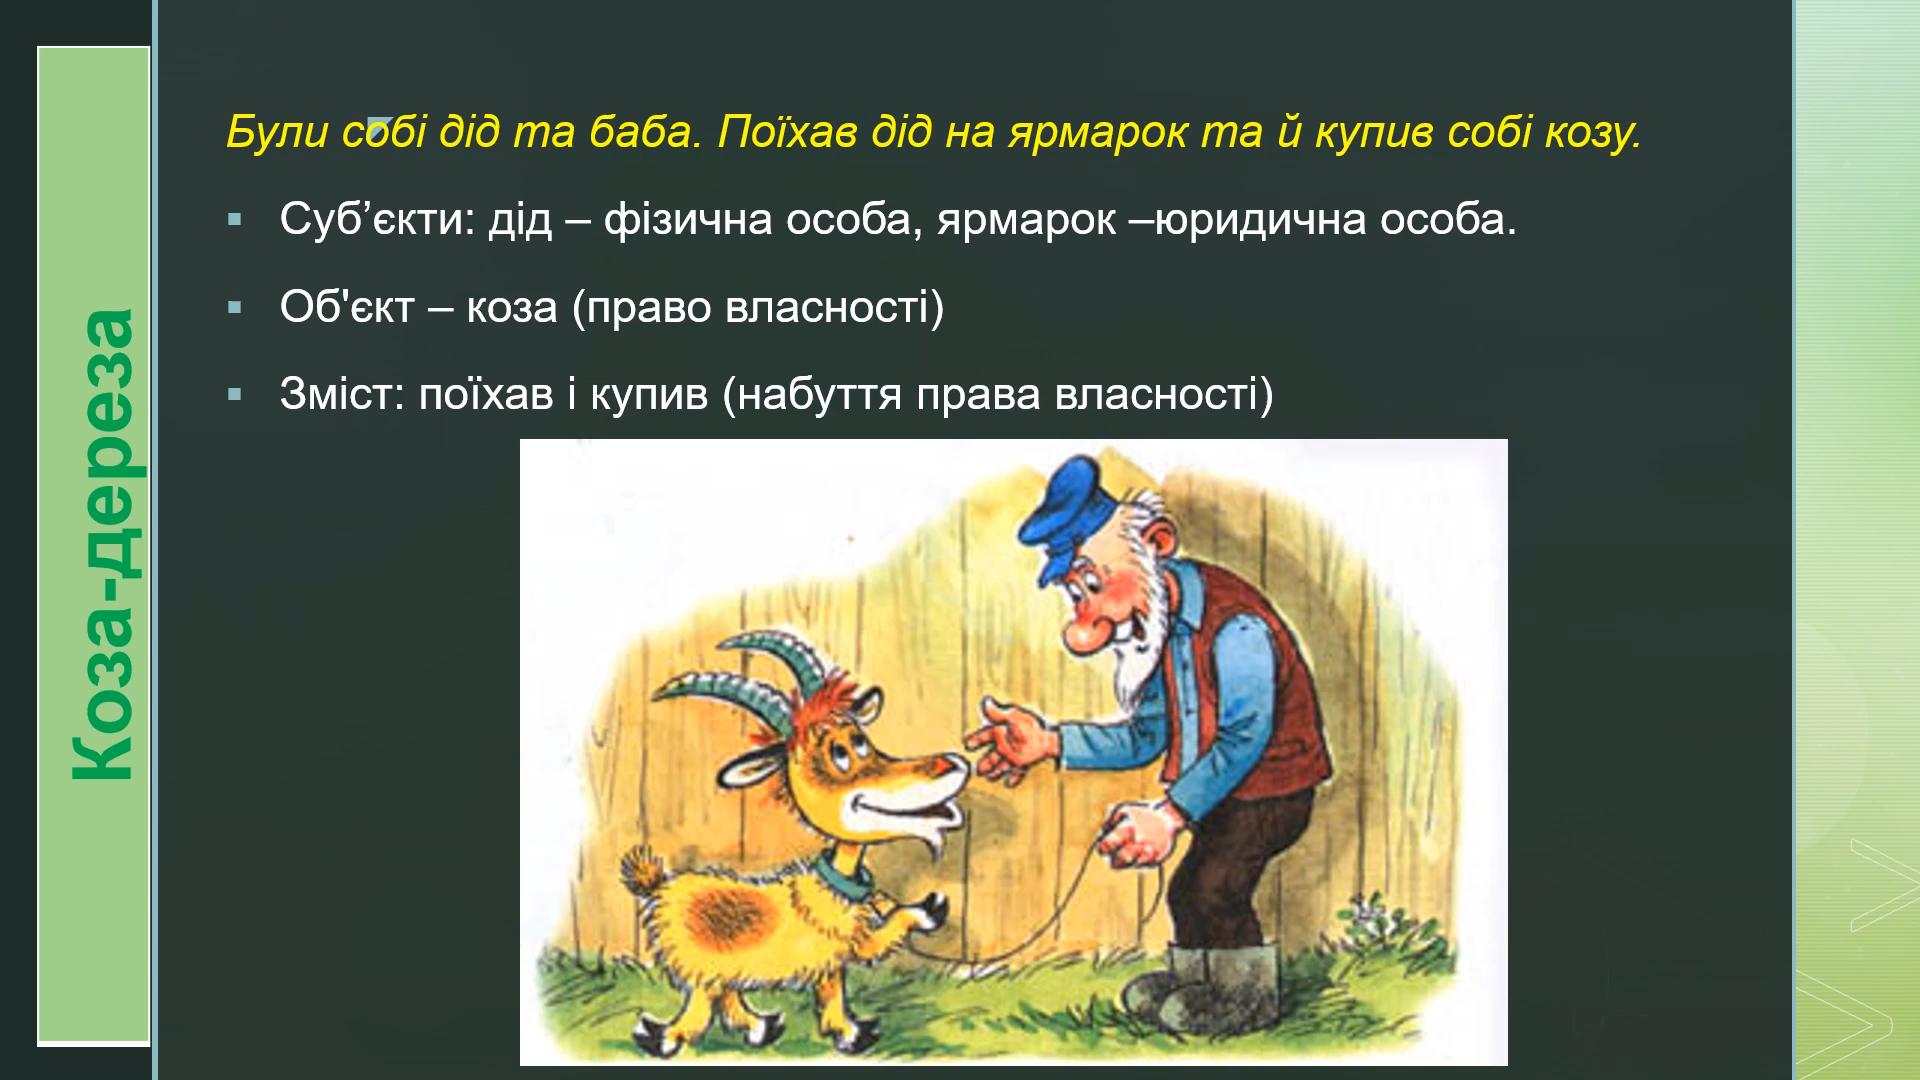 Коза-дереза
Були собі дід та баба. Поїхав дід на ярмарок та й купив собі козу.
▪ Суб’єкти: дід – фізична особа, ярмарок –юридична особа.
▪ Об'єкт – коза (право власності)
▪ Зміст: поїхав і купив (набуття права власності)